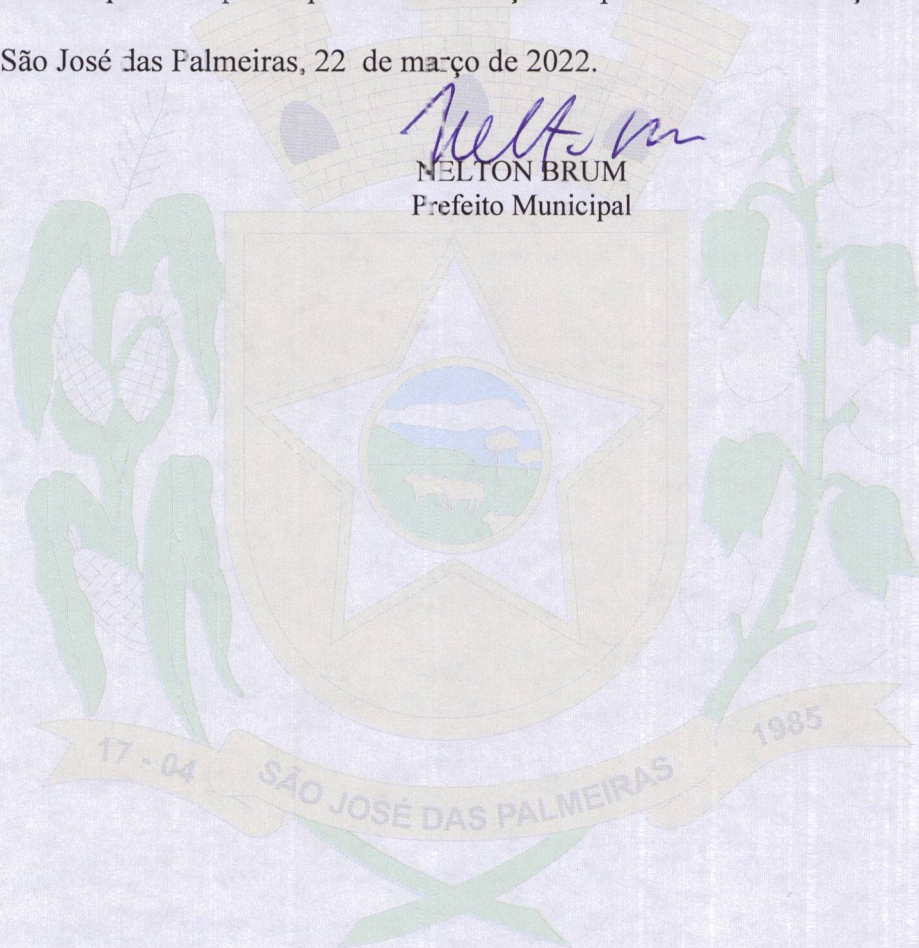 São José das Palmeiras, 22 de março de 2022.
NELTON BRUM
Prefeito Municipal
17 - 04
SÃO JOSÉ DAS PALMEIRAS
1985